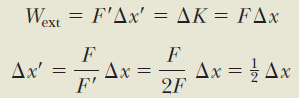 W_ext = F′Δx′ = ΔK = FΔx
Δx′ = F/F′ Δx = F/2F Δx = ½ Δx